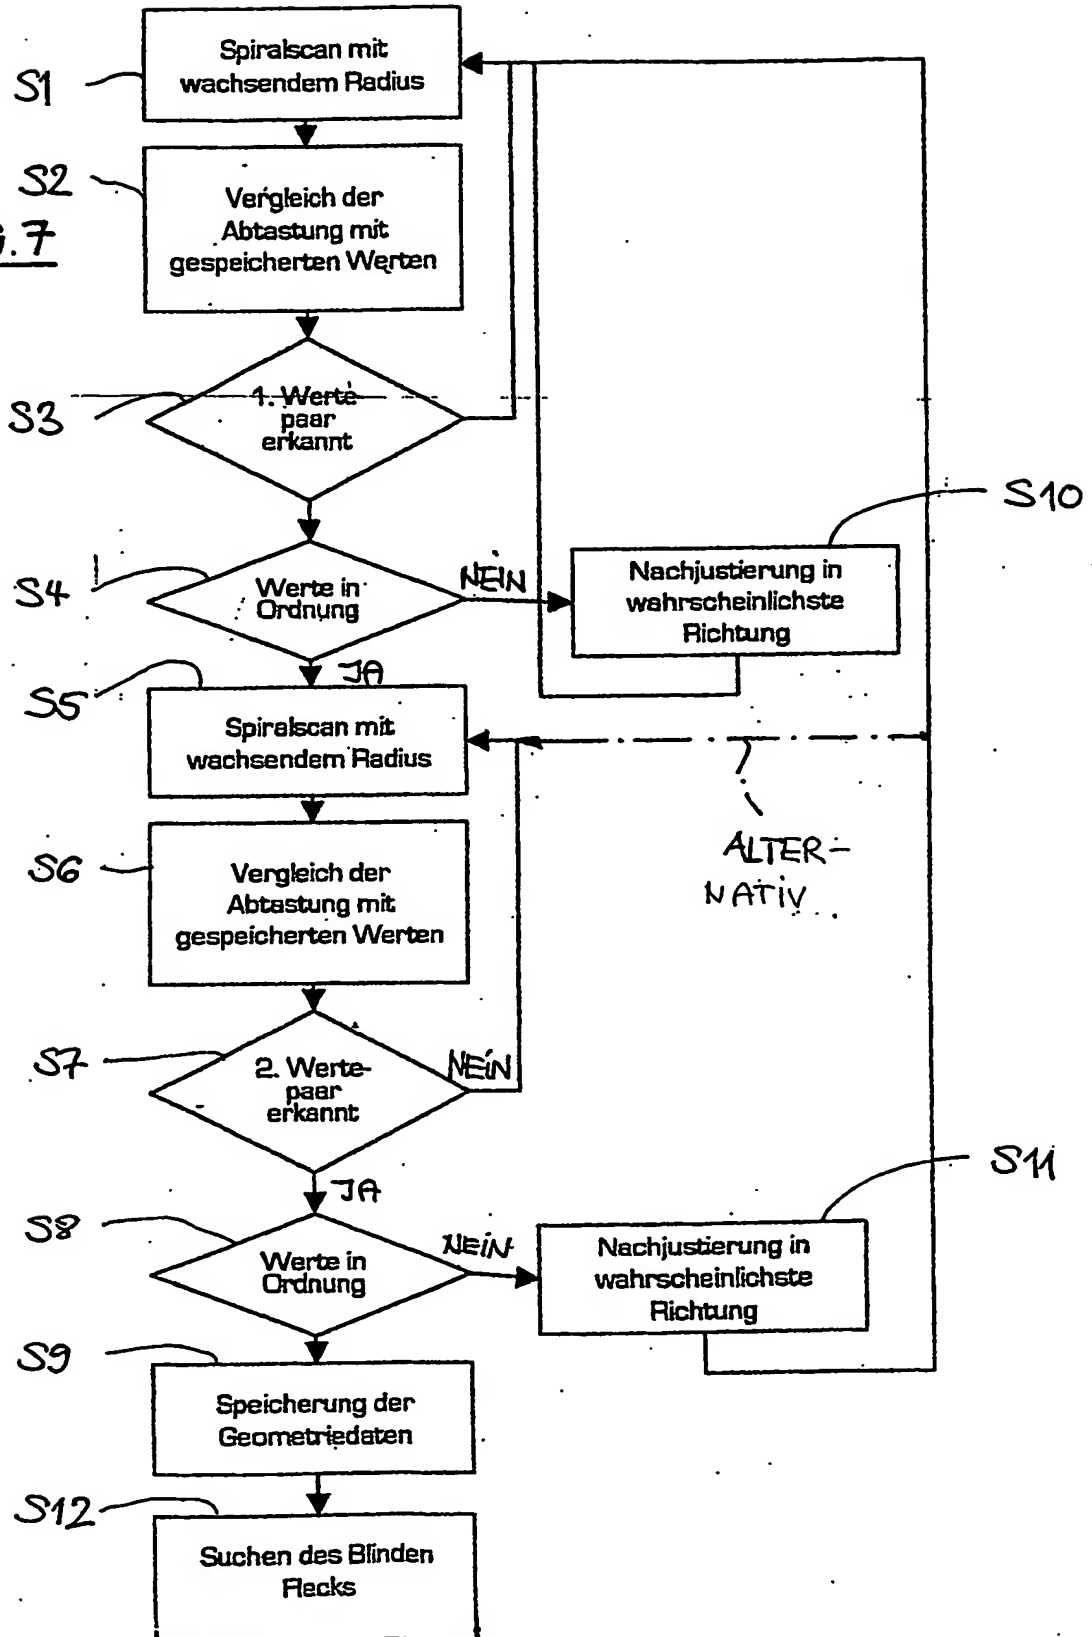 S1
Spiralscan mit
wachsendem Radius
S2
Vergleich der
Abtastung mit
gespeicherten Werten
.7
S3
1. Werte-
paar
erkannt
S4
Werte in
Ordnung
NEIN
S10
Nachjustierung in
wahrscheinlichste
Richtung
JA
S5
Spiralscan mit
wachsendem Radius
ALTER-
NATIV
S6
Vergleich der
Abtastung mit
gespeicherten Werten
S7
2. Werte-
paar
erkannt
NEIN
JA
S8
Werte in
Ordnung
NEIN
S11
Nachjustierung in
wahrscheinlichste
Richtung
S9
Speicherung der
Geometriedaten
S12
Suchen des Blinden
Flecks